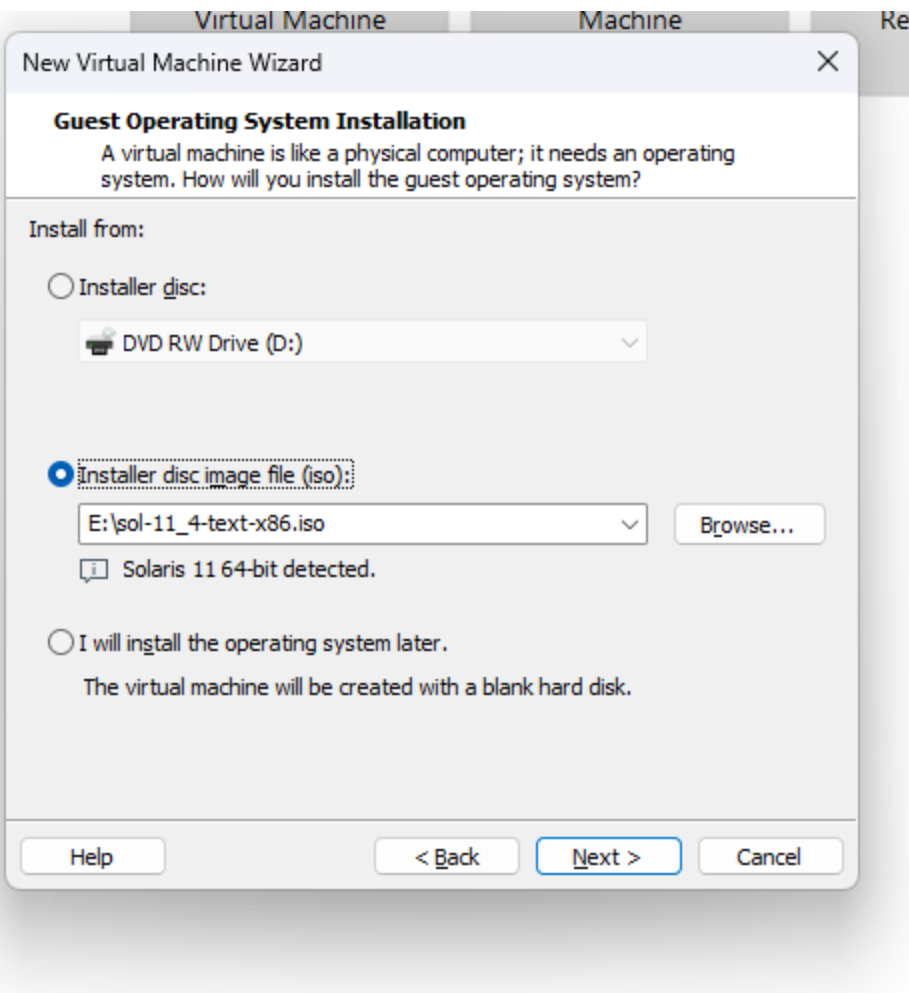 Virtual Machine Machine Re
New Virtual Machine Wizard
Guest Operating System Installation
A virtual machine is like a physical computer; it needs an operating
system. How will you install the guest operating system?
Install from:
Installer disc:
DVD RW Drive (D:)
Installer disc image file (iso):
E:\sol-11_4-text-x86.iso Browse...
Solaris 11 64-bit detected.
I will install the operating system later.
The virtual machine will be created with a blank hard disk.
Help < Back Next > Cancel